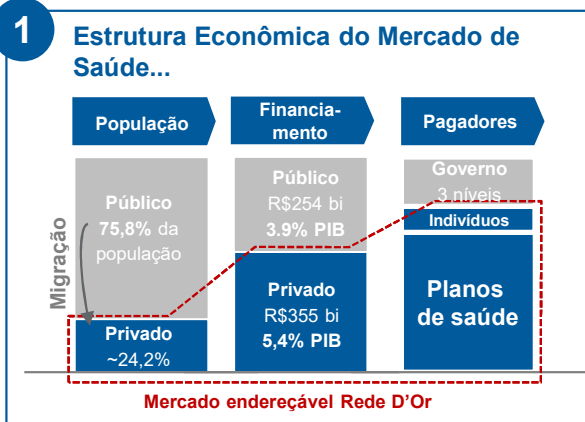 1
Estrutura Econômica do Mercado de
Saúde...
População
Financia-
mento
Pagadores
Migração
Público
75,8% da
população
Privado
~24,2%
Público
R$254 bi
3.9% PIB
Privado
R$355 bi
5,4% PIB
Governo
3 níveis
Indivíduos
Planos
de saúde
Mercado endereçável Rede D'Or